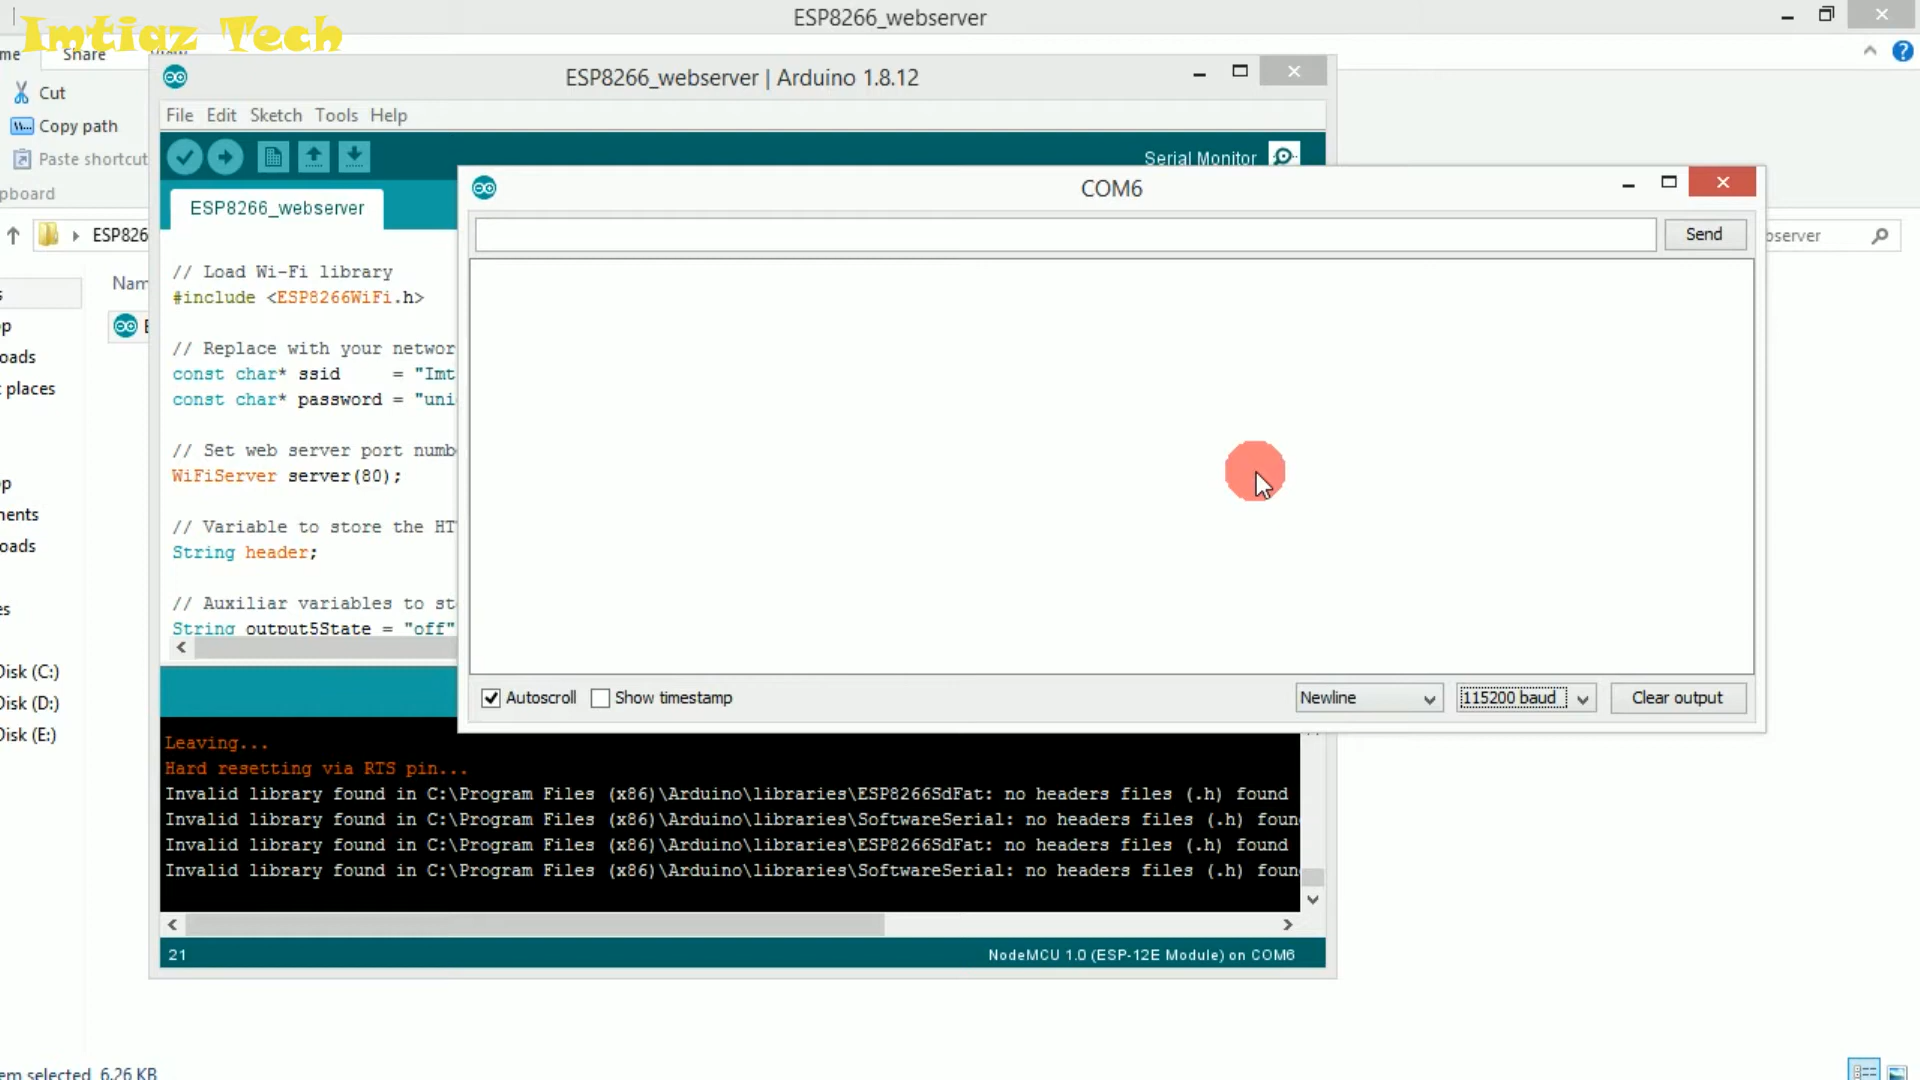 Imtiaz Tech
ESP8266_webserver
me
Share
View
Cut
Copy path
Paste shortcut
pboard
ESP826
bserver
Nam
E
s
p
oads
t places
p
ments
oads
es
Disk (C:)
Disk (D:)
Disk (E:)
em selected 6.26 KB
ESP8266_webserver | Arduino 1.8.12
File Edit Sketch Tools Help
Serial Monitor
ESP8266_webserver
// Load Wi-Fi library
#include <ESP8266WiFi.h>
// Replace with your networ
const char* ssid     = "Imt
const char* password = "uni
// Set web server port numb
WiFiServer server(80);
// Variable to store the HT
String header;
// Auxiliar variables to st
String output5State = "off"
COM6
Send
Autoscroll
Show timestamp
Newline
115200 baud
Clear output
Leaving...
Hard resetting via RTS pin...
Invalid library found in C:\Program Files (x86)\Arduino\libraries\ESP8266SdFat: no headers files (.h) found
Invalid library found in C:\Program Files (x86)\Arduino\libraries\SoftwareSerial: no headers files (.h) foun
Invalid library found in C:\Program Files (x86)\Arduino\libraries\ESP8266SdFat: no headers files (.h) found
Invalid library found in C:\Program Files (x86)\Arduino\libraries\SoftwareSerial: no headers files (.h) foun
21
NodeMCU 1.0 (ESP-12E Module) on COM6